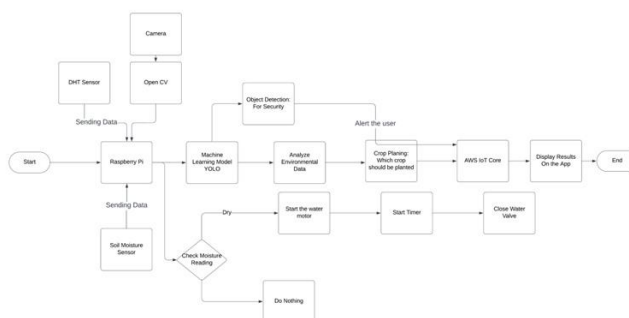 Camera
DHT Sensor
Open CV
Sending Data
Object Detection:
For Security
Alert the user
Start
Raspberry Pi
Machine
Learning Model
YOLO
Analyze
Environmental
Data
Crop Planing:
Which crop
should be planted
AWS IoT Core
Display Results
On the App
End
Sending Data
Soil Moisture
Sensor
Check Moisture
Reading
Dry
Start the water
motor
Start Timer
Close Water
Valve
Do Nothing